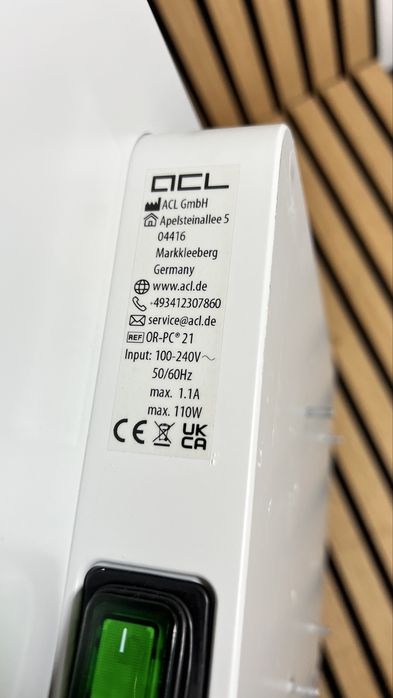 ACL
ACL GmbH
Apelsteinallee 5
04416
Markkleeberg
Germany
www.acl.de
+493412307860
service@acl.de
REF OR-PC® 21
Input: 100-240V~
50/60Hz
max. 1.1A
max. 110W
CE UK
CA